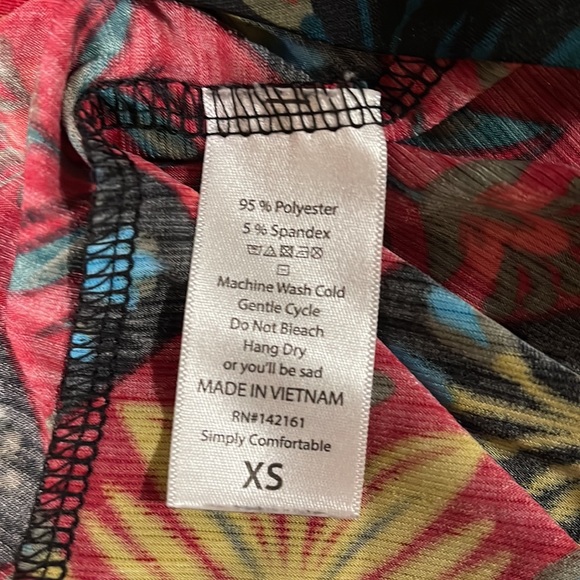 95 % Polyester
5 % Spandex
Machine Wash Cold
Gentle Cycle
Do Not Bleach
Hang Dry
or you'll be sad
MADE IN VIETNAM
RN#142161
Simply Comfortable
XS